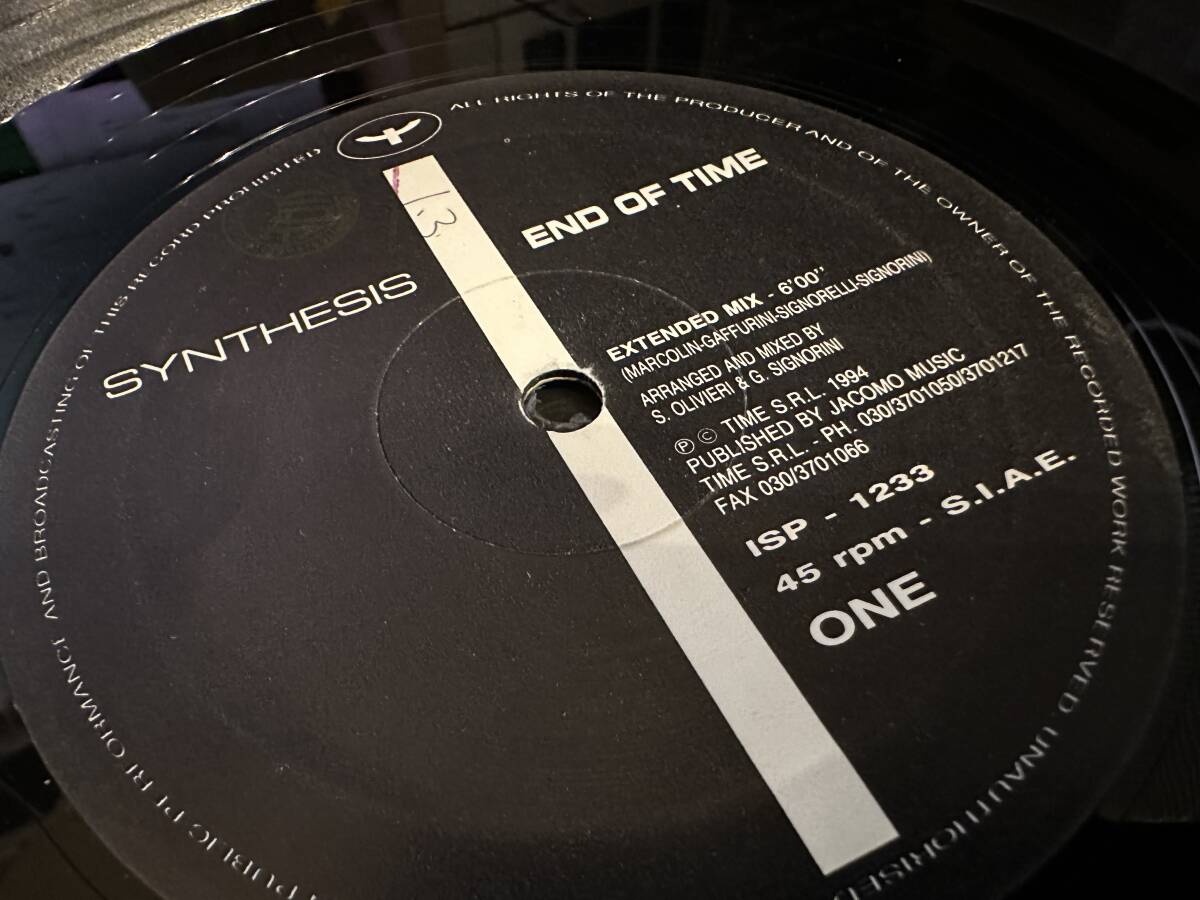 ALL RIGHTS OF THE PRODUCER AND OF THE OWNER OF THE RECORDED WORK RESERVED. UNAUTHORISED
PUBLIC PERFORMANCE AND BROADCASTING OF THIS RECORD PROHIBITED
13
SYNTHESIS
END OF TIME
EXTENDED MIX - 6'00"
(MARCOLIN-GAFFURINI-SIGNORELLI-SIGNORINI)
ARRANGED AND MIXED BY
S. OLIVIERI & G. SIGNORINI
Ⓟ © TIME S.R.L. 1994
PUBLISHED BY JACOMO MUSIC
TIME S.R.L. - PH. 030/3701050/3701217
FAX 030/3701066
ISP - 1233
45 rpm - S.I.A.E.
ONE